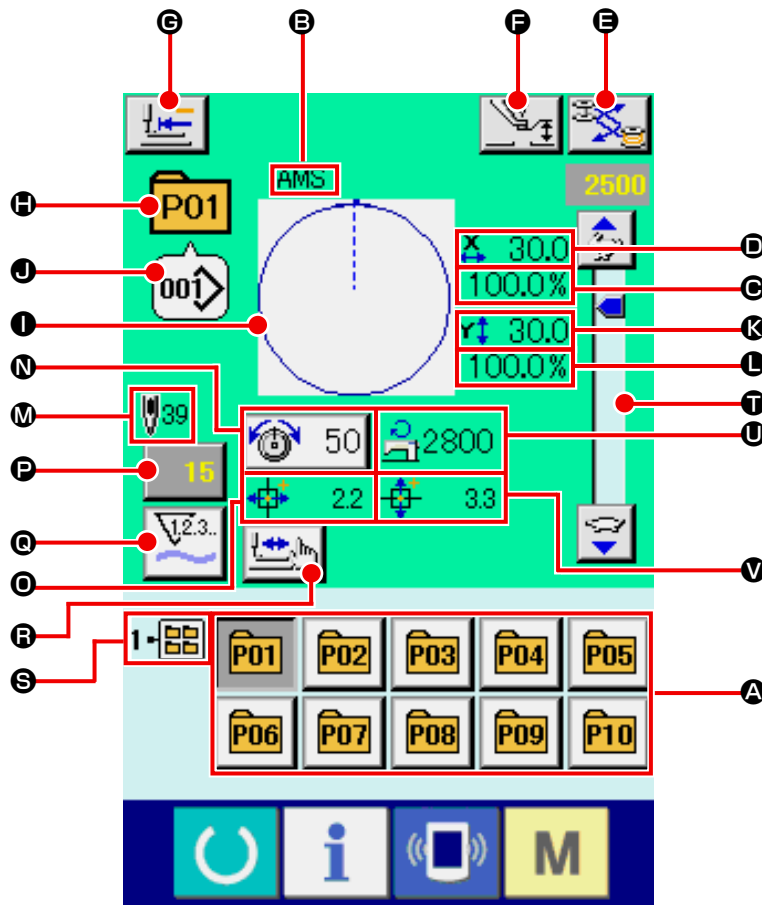 G B F E
AMS
2500
H P01
D X 30.0
J 001
C 100.0%
I
K Y 30.0
N
L 100.0%
M 39
T
50 2800
U
P 15
2.2 3.3
Q 1.2.3..
O
V
R
S 1
P01 P02 P03 P04 P05
A
P06 P07 P08 P09 P10
i M